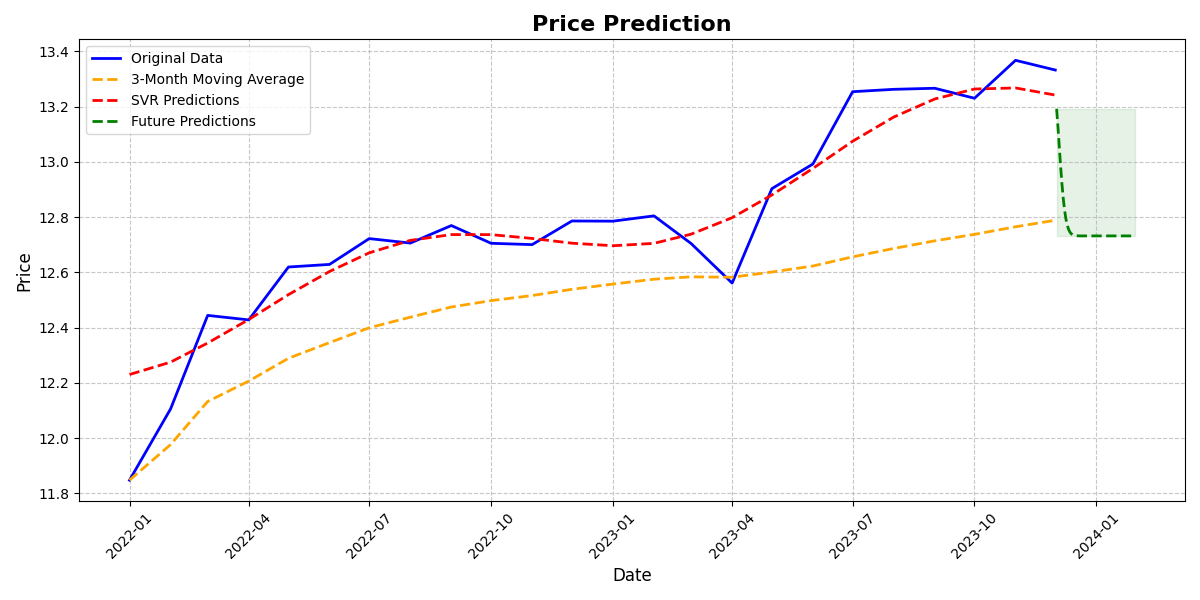 Price Prediction
Original Data
3-Month Moving Average
SVR Predictions
Future Predictions
Price
13.4
13.2
13.0
12.8
12.6
12.4
12.2
12.0
11.8
2022-01
2022-04
2022-07
2022-10
2023-01
2023-04
2023-07
2023-10
2024-01
Date